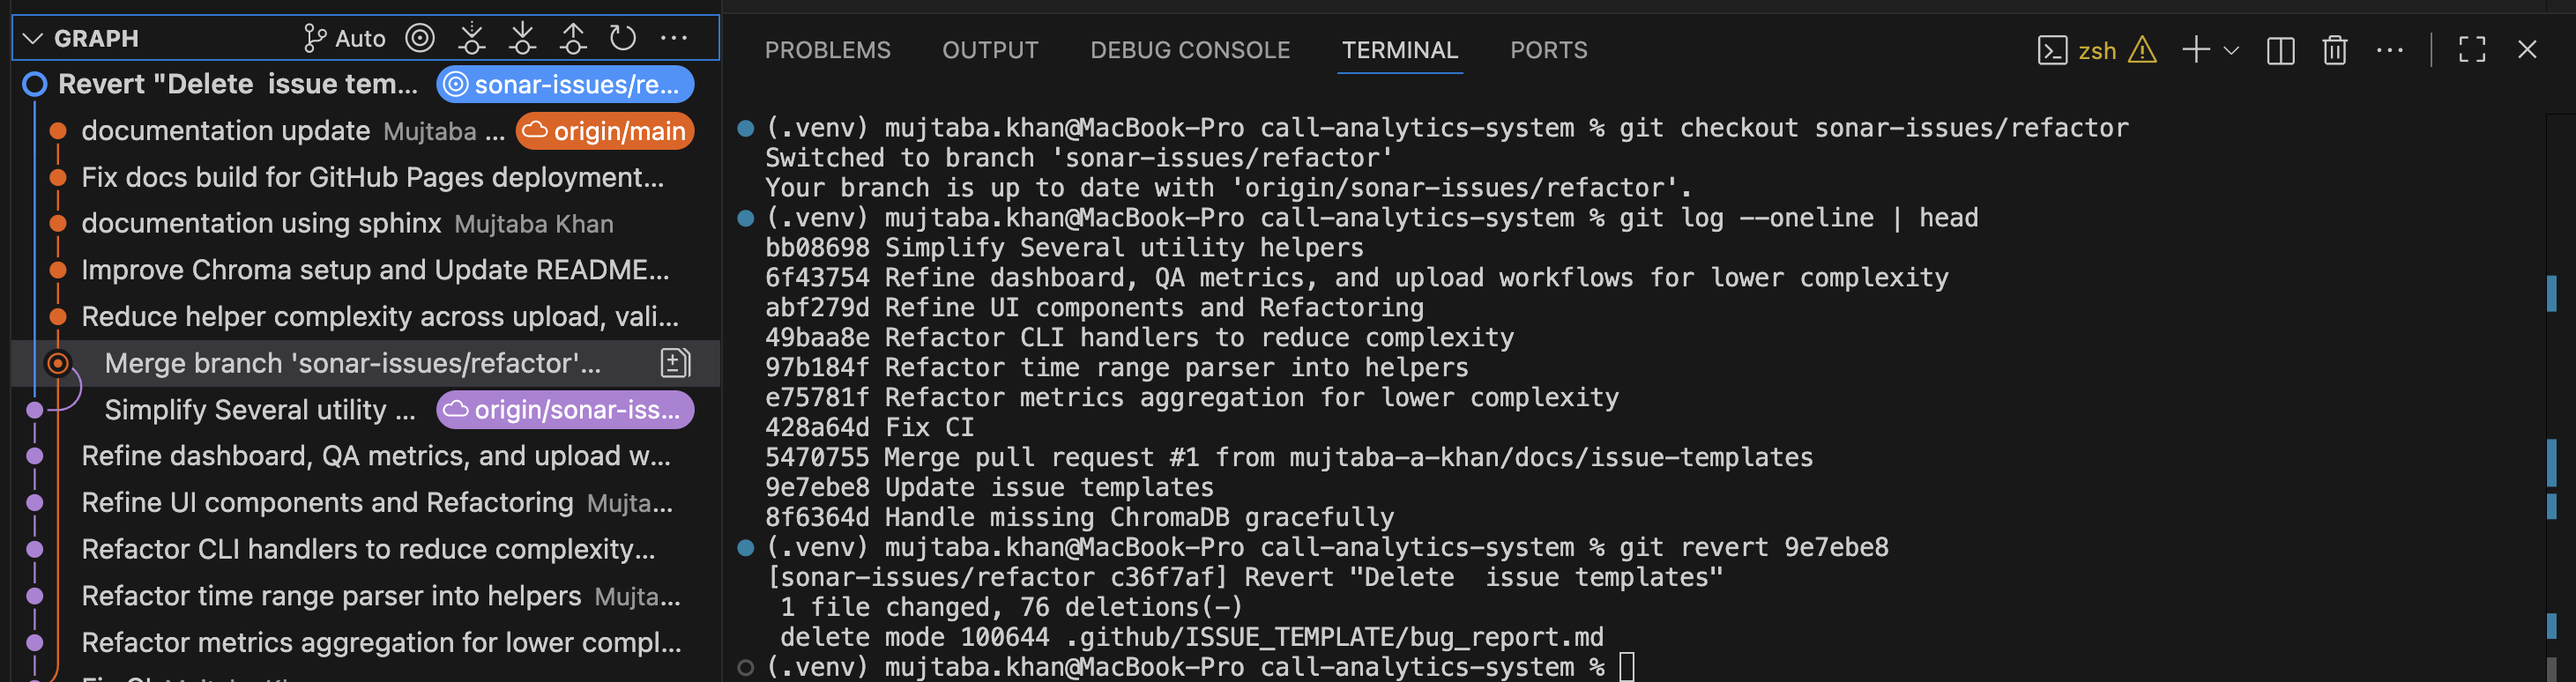 GRAPH Auto
Revert "Delete  issue tem... sonar-issues/re...
documentation update Mujtaba ... origin/main
Fix docs build for GitHub Pages deployment...
documentation using sphinx Mujtaba Khan
Improve Chroma setup and Update README...
Reduce helper complexity across upload, vali...
Merge branch 'sonar-issues/refactor'...
Simplify Several utility ... origin/sonar-iss...
Refine dashboard, QA metrics, and upload w...
Refine UI components and Refactoring Mujta...
Refactor CLI handlers to reduce complexity...
Refactor time range parser into helpers Mujta...
Refactor metrics aggregation for lower compl...
PROBLEMS OUTPUT DEBUG CONSOLE TERMINAL PORTS zsh
(.venv) mujtaba.khan@MacBook-Pro call-analytics-system % git checkout sonar-issues/refactor
Switched to branch 'sonar-issues/refactor'
Your branch is up to date with 'origin/sonar-issues/refactor'.
(.venv) mujtaba.khan@MacBook-Pro call-analytics-system % git log --oneline | head
bb08698 Simplify Several utility helpers
6f43754 Refine dashboard, QA metrics, and upload workflows for lower complexity
abf279d Refine UI components and Refactoring
49baa8e Refactor CLI handlers to reduce complexity
97b184f Refactor time range parser into helpers
e75781f Refactor metrics aggregation for lower complexity
428a64d Fix CI
5470755 Merge pull request #1 from mujtaba-a-khan/docs/issue-templates
9e7ebe8 Update issue templates
8f6364d Handle missing ChromaDB gracefully
(.venv) mujtaba.khan@MacBook-Pro call-analytics-system % git revert 9e7ebe8
[sonar-issues/refactor c36f7af] Revert "Delete  issue templates"
 1 file changed, 76 deletions(-)
 delete mode 100644 .github/ISSUE_TEMPLATE/bug_report.md
(.venv) mujtaba.khan@MacBook-Pro call-analytics-system %